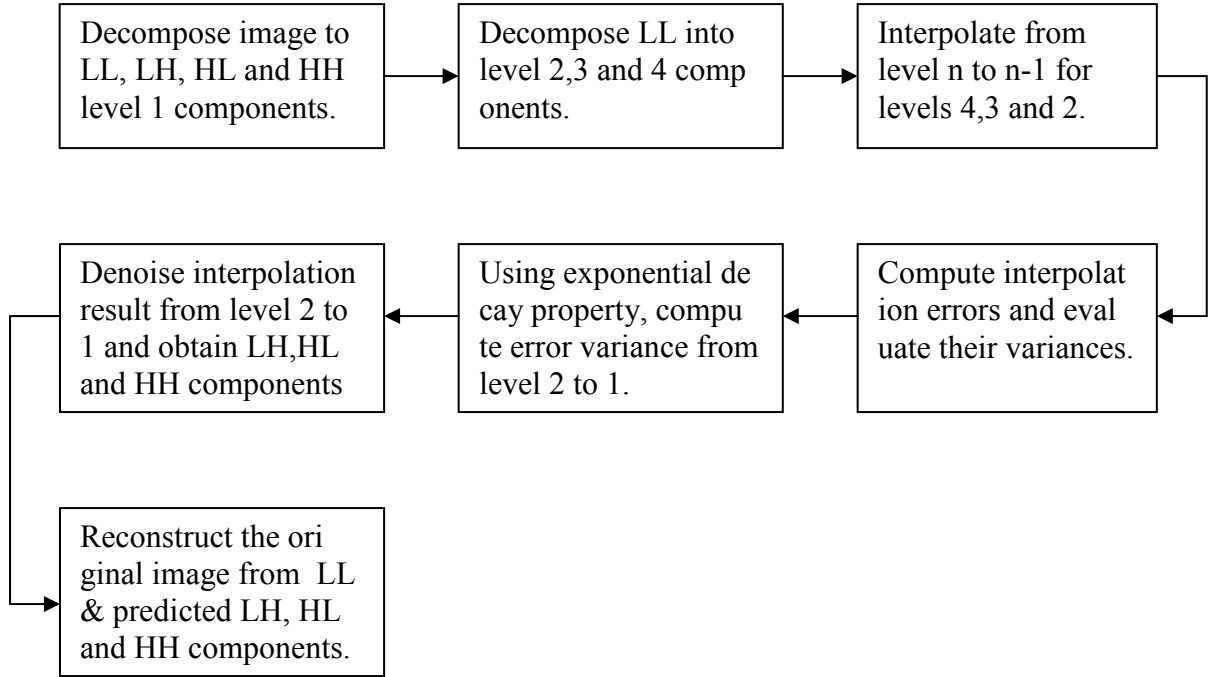 Decompose image to
LL, LH, HL and HH
level 1 components.
Decompose LL into
level 2,3 and 4 comp
onents.
Interpolate from
level n to n-1 for
levels 4,3 and 2.
Compute interpolat
ion errors and eval
uate their variances.
Using exponential de
cay property, compu
te error variance from
level 2 to 1.
Denoise interpolation
result from level 2 to
1 and obtain LH,HL
and HH components
Reconstruct the ori
ginal image from  LL
& predicted LH, HL
and HH components.